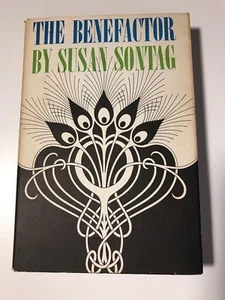 THE BENEFACTOR
BY SUSAN SONTAG